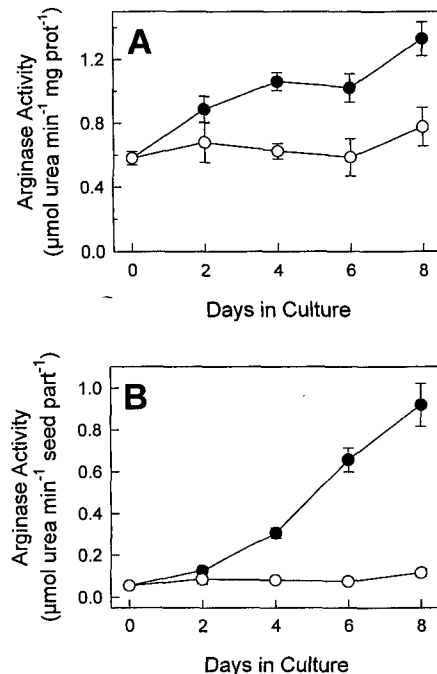 A
Arginase Activity
(µmol urea min⁻¹ mg prot⁻¹)
1.2
0.8
0.4
0.0
0 2 4 6 8
Days in Culture
B
Arginase Activity
(µmol urea min⁻¹ seed part⁻¹)
1.0
0.8
0.6
0.4
0.2
0.0
0 2 4 6 8
Days in Culture